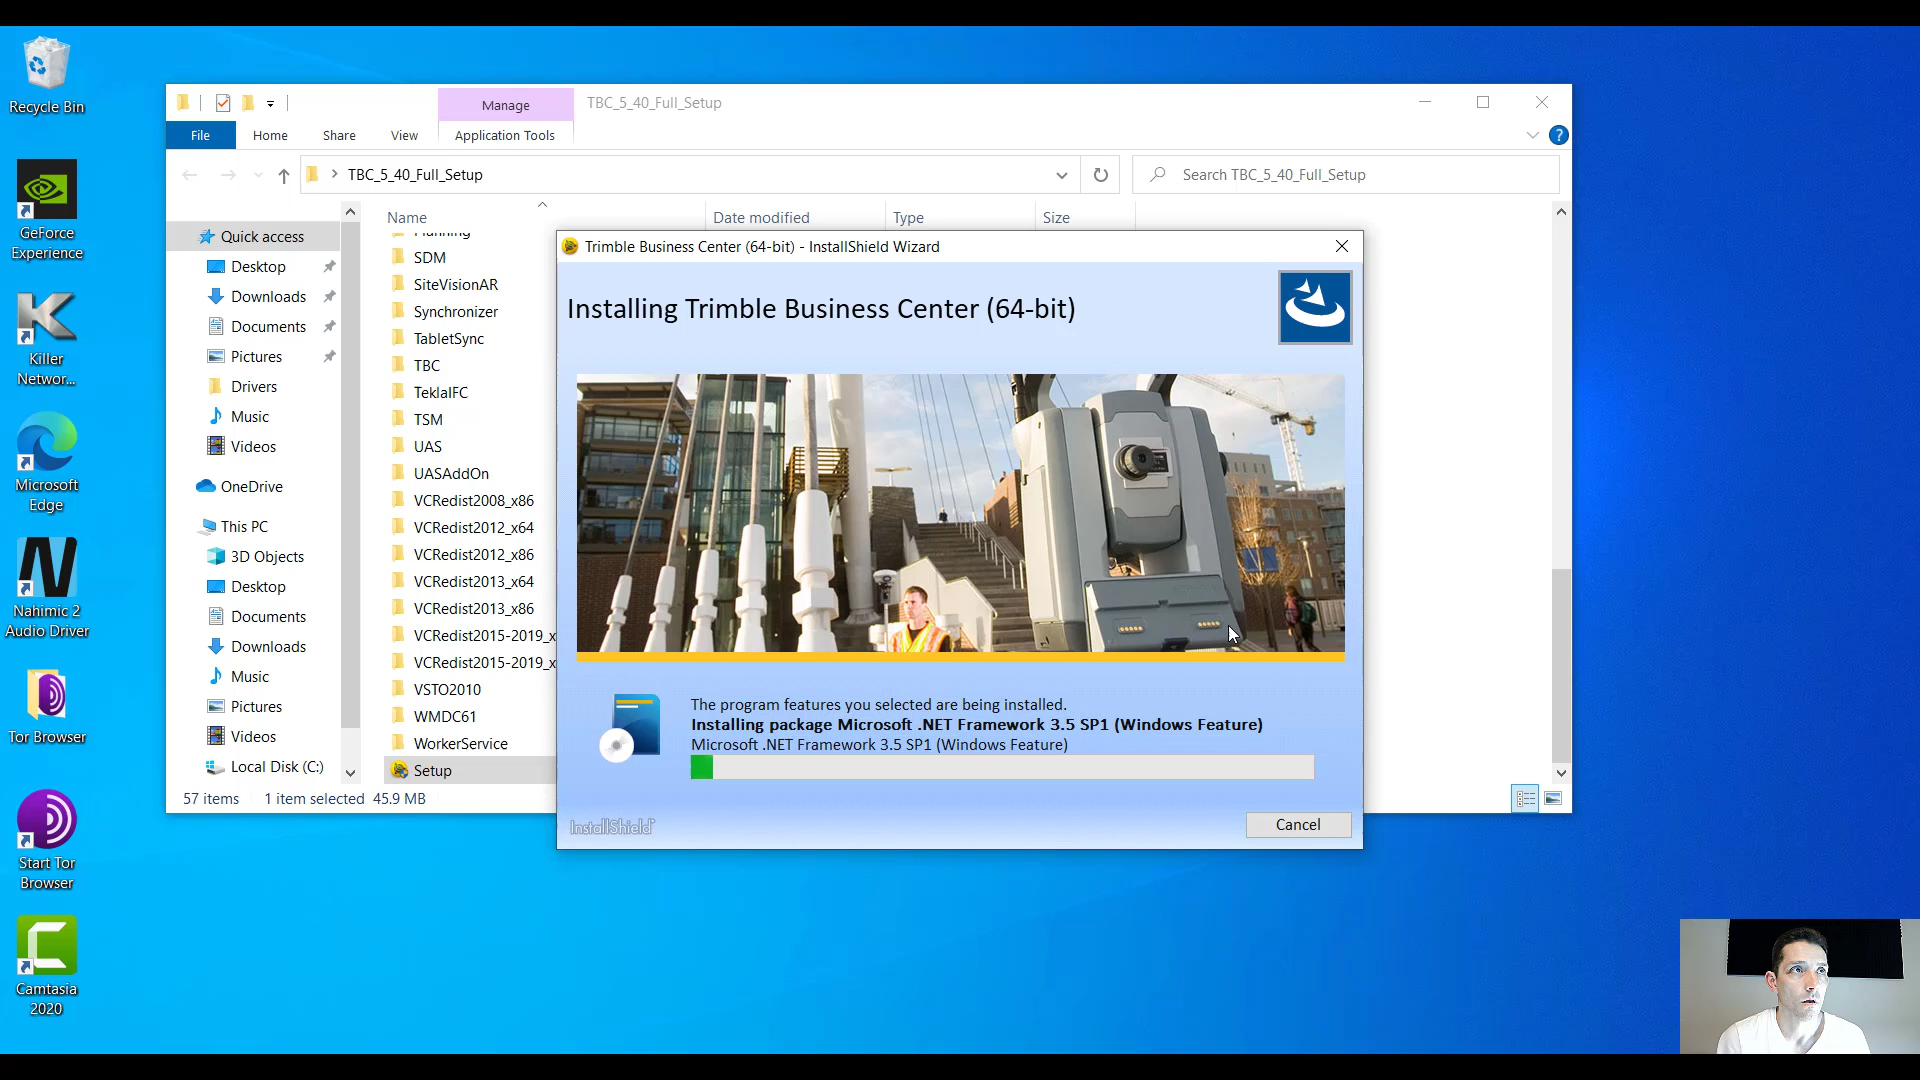 Recycle Bin
GeForce
Experience
Killer
Networ...
Microsoft
Edge
Nahimic 2
Audio Driver
Tor Browser
Start Tor
Browser
Camtasia
2020
Manage
TBC_5_40_Full_Setup
File
Home
Share
View
Application Tools
TBC_5_40_Full_Setup
Search TBC_5_40_Full_Setup
Quick access
Desktop
Downloads
Documents
Pictures
Drivers
Music
Videos
OneDrive
This PC
3D Objects
Desktop
Documents
Downloads
Music
Pictures
Videos
Local Disk (C:)
Name
Date modified
Type
Size
Planning
SDM
SiteVisionAR
Synchronizer
TabletSync
TBC
TeklaIFC
TSM
UAS
UASAddOn
VCRedist2008_x86
VCRedist2012_x64
VCRedist2012_x86
VCRedist2013_x64
VCRedist2013_x86
VCRedist2015-2019_x
VCRedist2015-2019_x
VSTO2010
WMDC61
WorkerService
Setup
57 items
1 item selected 45.9 MB
Trimble Business Center (64-bit) - InstallShield Wizard
Installing Trimble Business Center (64-bit)
The program features you selected are being installed.
Installing package Microsoft .NET Framework 3.5 SP1 (Windows Feature)
Microsoft .NET Framework 3.5 SP1 (Windows Feature)
InstallShield
Cancel